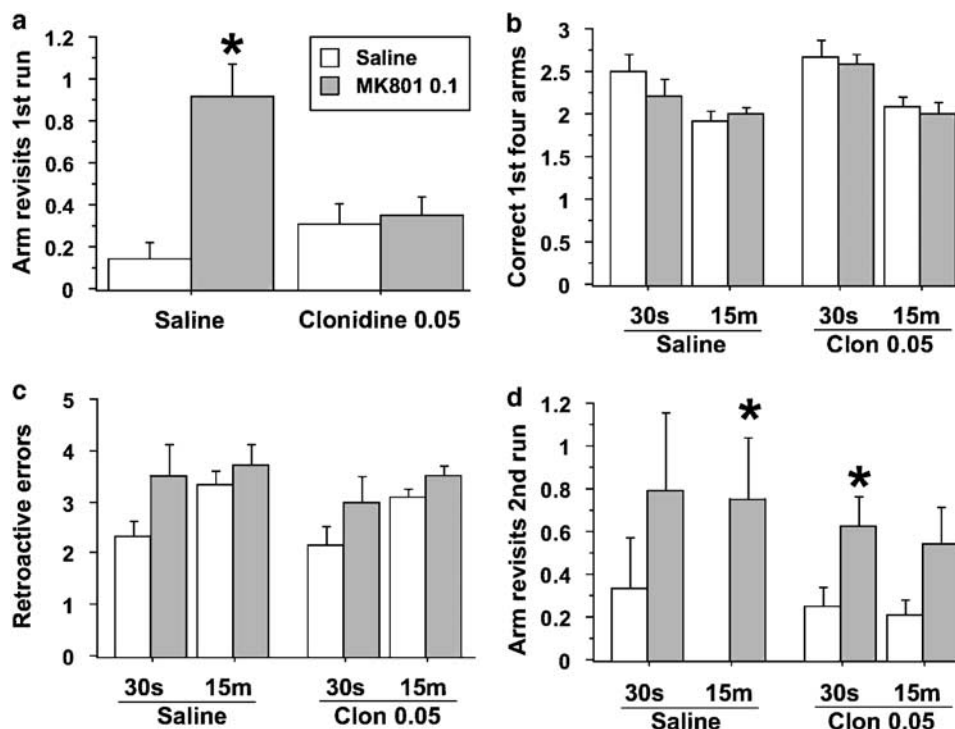 a
Arm revisits 1st run
1.2
1
0.8
0.6
0.4
0.2
0
*
Saline
MK801 0.1
Saline
Clonidine 0.05
b
Correct 1st four arms
3
2.5
2
1.5
1
0.5
0
30s 15m
Saline
30s 15m
Clon 0.05
c
Retroactive errors
5
4
3
2
1
0
30s 15m
Saline
30s 15m
Clon 0.05
d
Arm revisits 2nd run
1.2
1
0.8
0.6
0.4
0.2
0
*
*
30s 15m
Saline
30s 15m
Clon 0.05